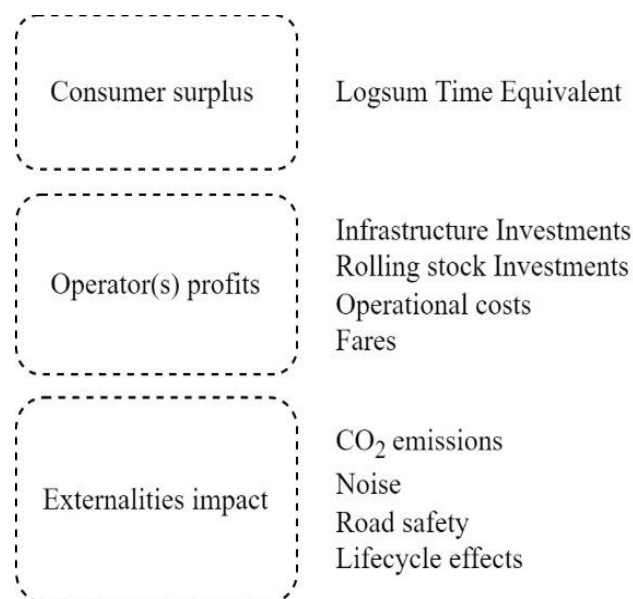 Consumer surplus
Logsum Time Equivalent
Operator(s) profits
Infrastructure Investments
Rolling stock Investments
Operational costs
Fares
Externalities impact
CO₂ emissions
Noise
Road safety
Lifecycle effects